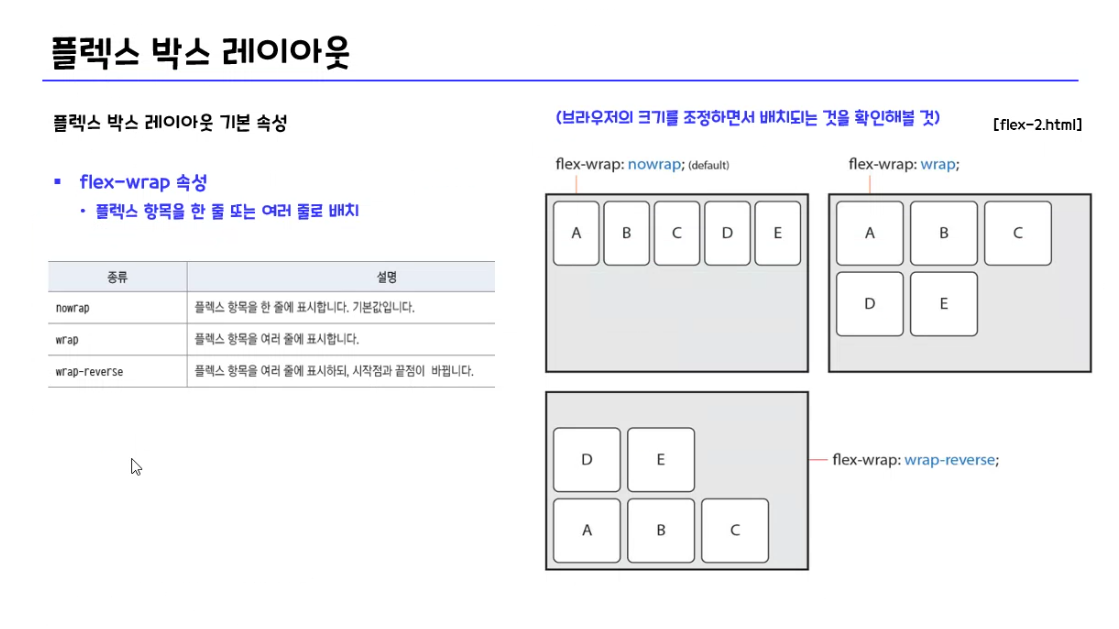 플렉스 박스 레이아웃
플렉스 박스 레이아웃 기본 속성
▪ flex-wrap 속성
• 플렉스 항목을 한 줄 또는 여러 줄로 배치
종류 설명
nowrap 플렉스 항목을 한 줄에 표시합니다. 기본값입니다.
wrap 플렉스 항목을 여러 줄에 표시합니다.
wrap-reverse 플렉스 항목을 여러 줄에 표시하되, 시작점과 끝점이 바뀝니다.
(브라우저의 크기를 조정하면서 배치되는 것을 확인해볼 것)
[flex-2.html]
flex-wrap: nowrap; (default)
A B C D E
flex-wrap: wrap;
A B C
D E
D E
A B C
flex-wrap: wrap-reverse;